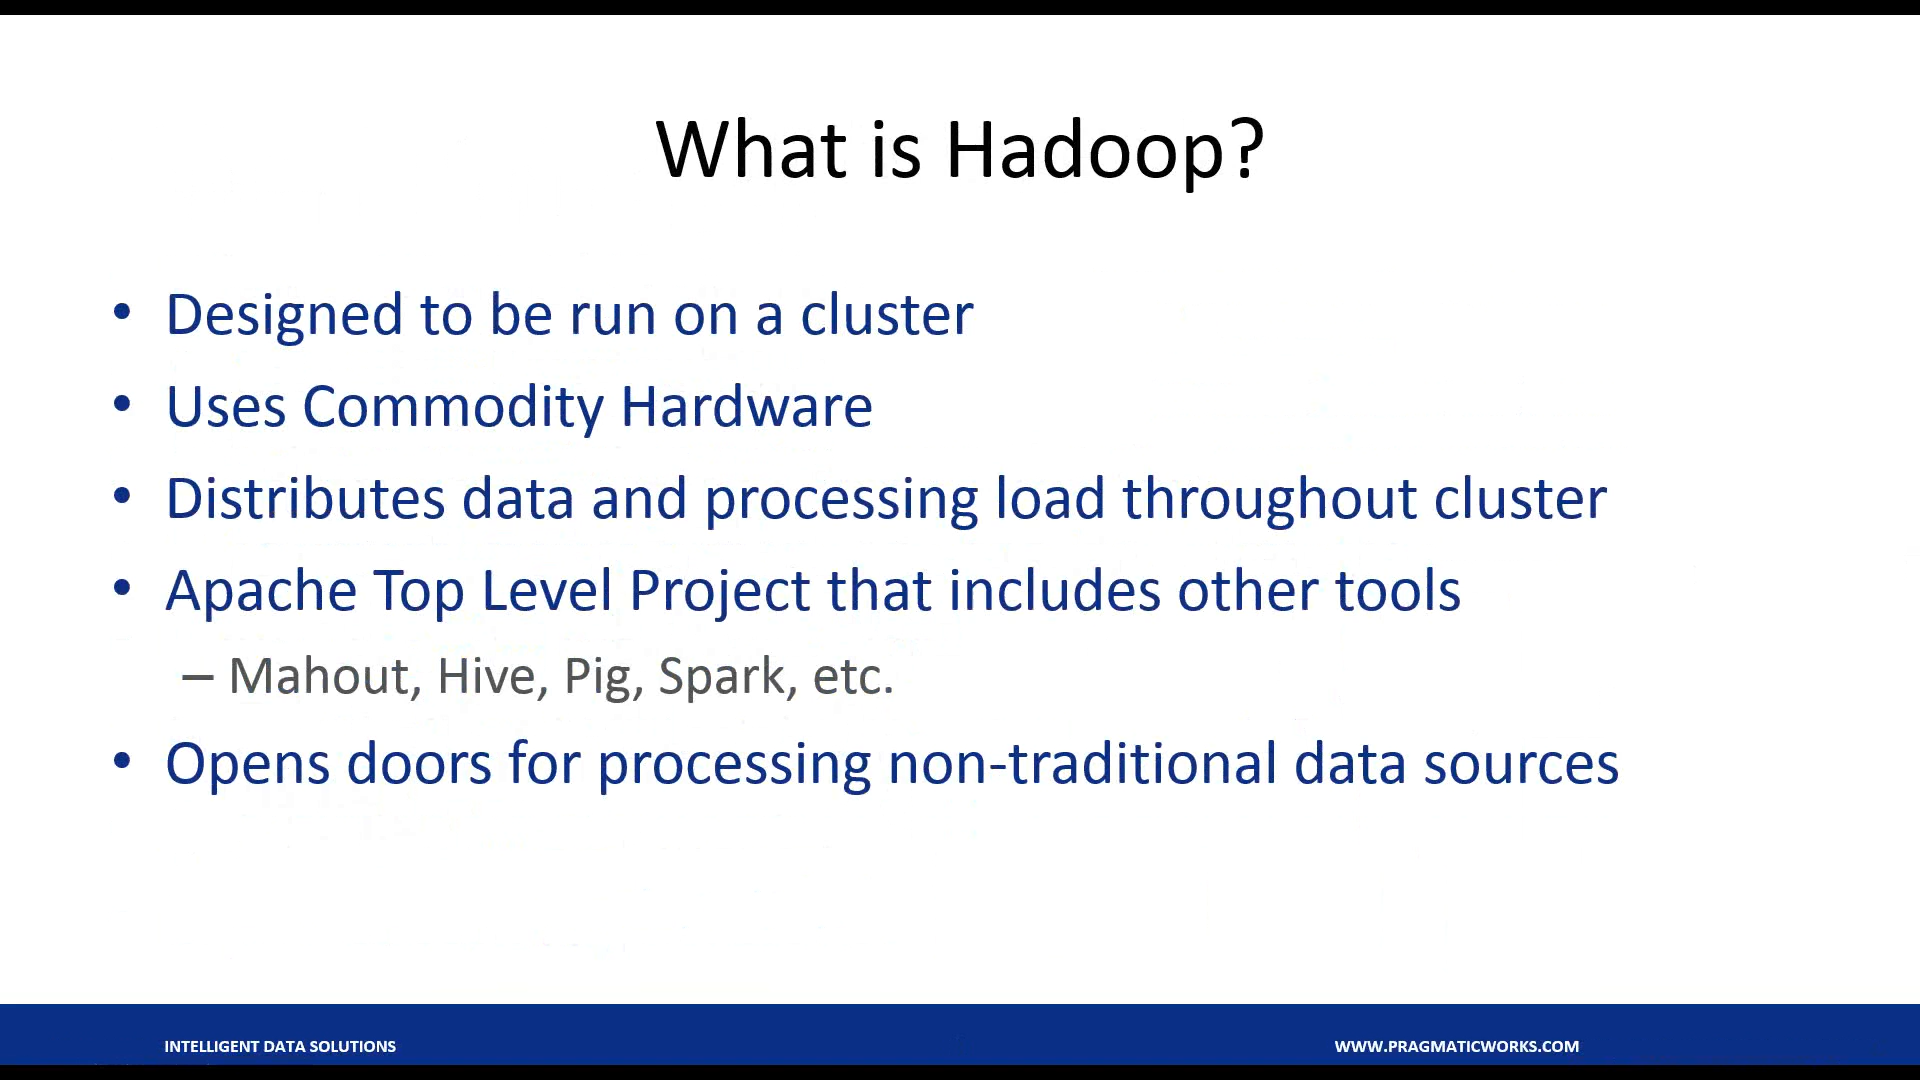 What is Hadoop?
• Designed to be run on a cluster
• Uses Commodity Hardware
• Distributes data and processing load throughout cluster
• Apache Top Level Project that includes other tools
– Mahout, Hive, Pig, Spark, etc.
• Opens doors for processing non-traditional data sources
INTELLIGENT DATA SOLUTIONS
WWW.PRAGMATICWORKS.COM